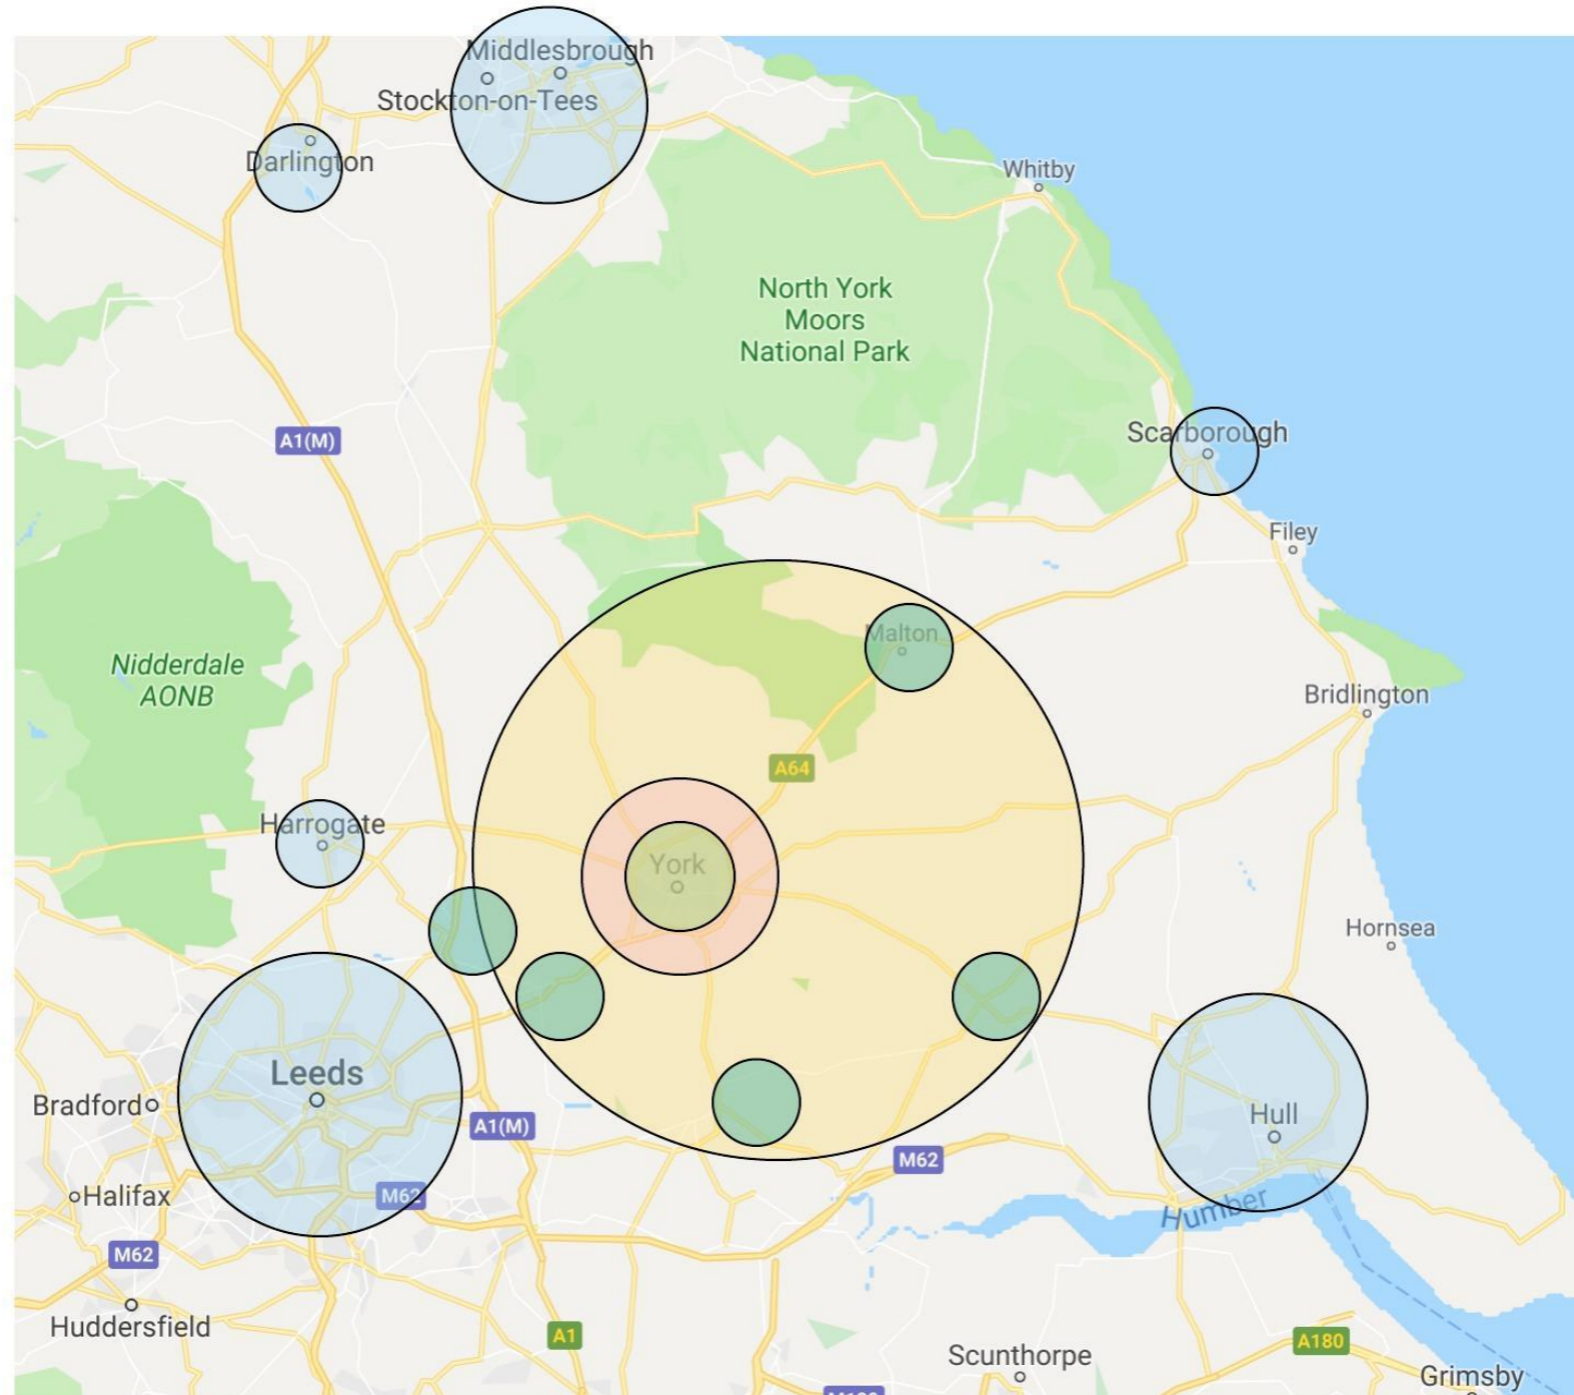 Middlesbrough
Stockton-on-Tees
Darlington
Whitby
North York
Moors
National Park
A1(M)
Scarborough
Filey
Malton
Nidderdale
AONB
Bridlington
A64
Harrogate
York
Hornsea
Leeds
Bradford
A1(M)
Hull
M62
Halifax
M62
Humber
M62
Huddersfield
A1
A180
Scunthorpe
Grimsby